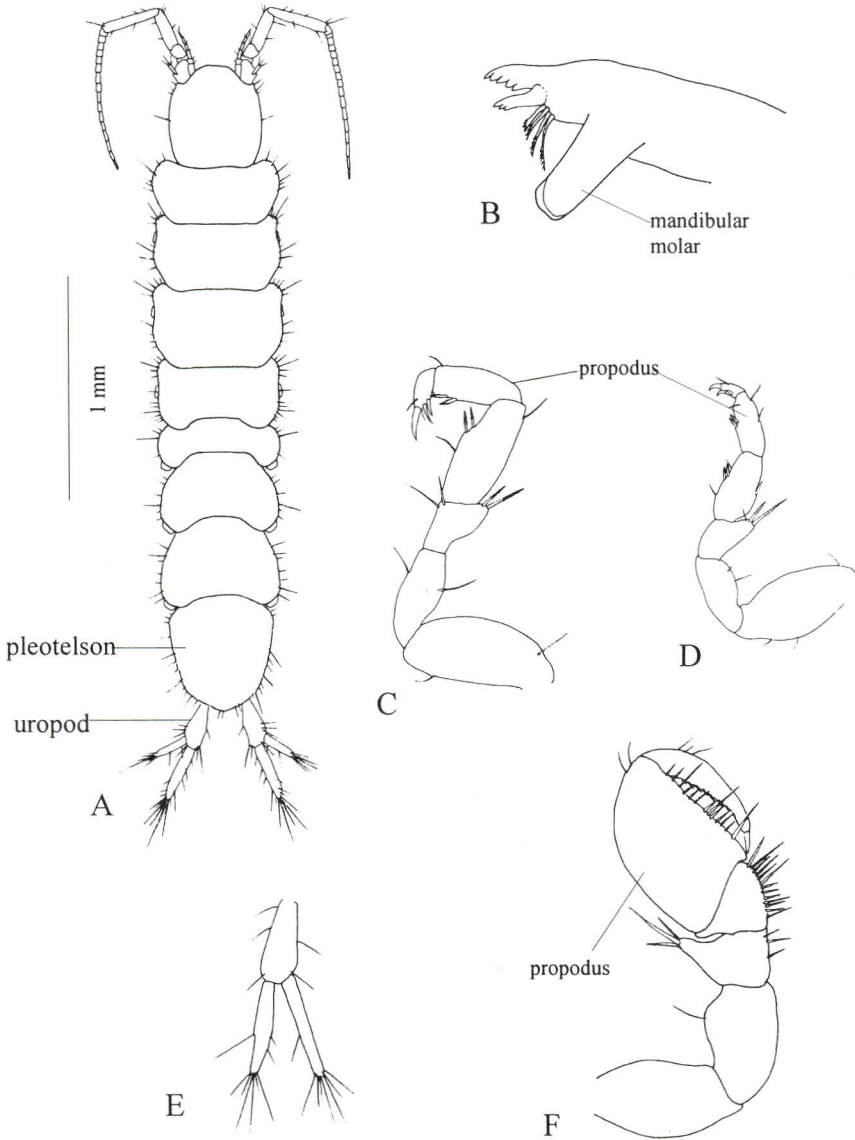 B
mandibular
molar
1 mm
propodus
pleotelson
uropod
A
C
D
propodus
E
F